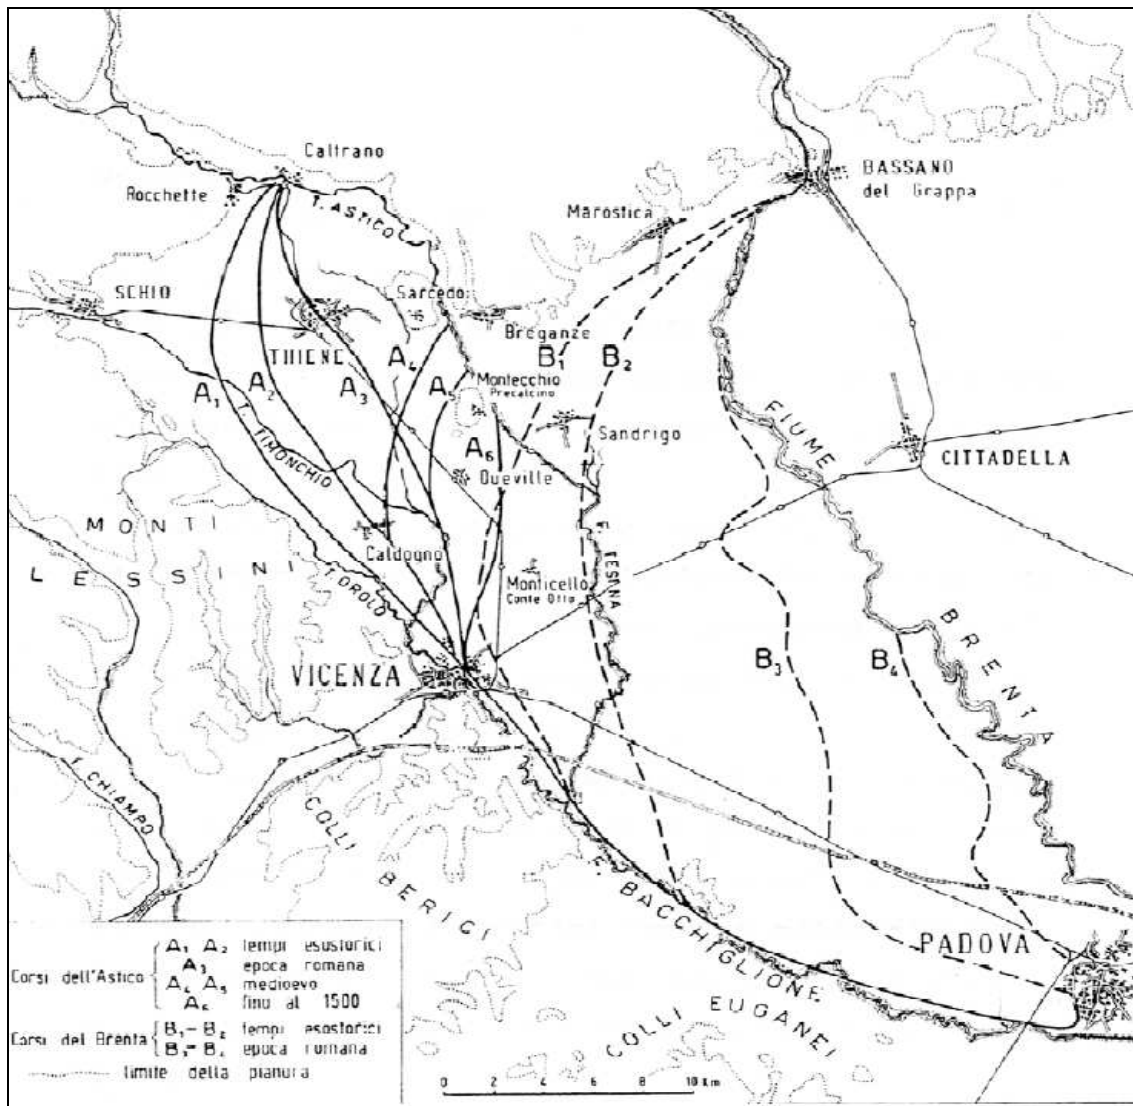 Caltrano
Rocchette
T. ASTICO
BASSANO
del Grappa
Marostica
SCHIO
Sarcedo
Breganze
THIENE
A₁
A₂
A₃
A₄
A₅
A₆
B₁
B₂
Montecchio
Precalcino
Sandrigo
T. TIMONCHIO
Dueville
FIUME
BRENTA
CITTADELLA
MONTI
LESSINI
Caldogno
T. OROLO
Monticello
Conte Otto
F. TESINA
VICENZA
B₃
B₄
F. CHIAMPO
COLLI
BERICI
F. BACCHIGLIONE
PADOVA
COLLI EUGANEI
Corsi dell'Astico
A₁ A₂ tempi esostorici
A₃ epoca romana
A₄ A₅ medioevo
A₆ fino al 1500
Corsi del Brenta
B₁-B₂ tempi esostorici
B₃-B₄ epoca romana
limite della pianura
0 2 4 6 8 10 Km